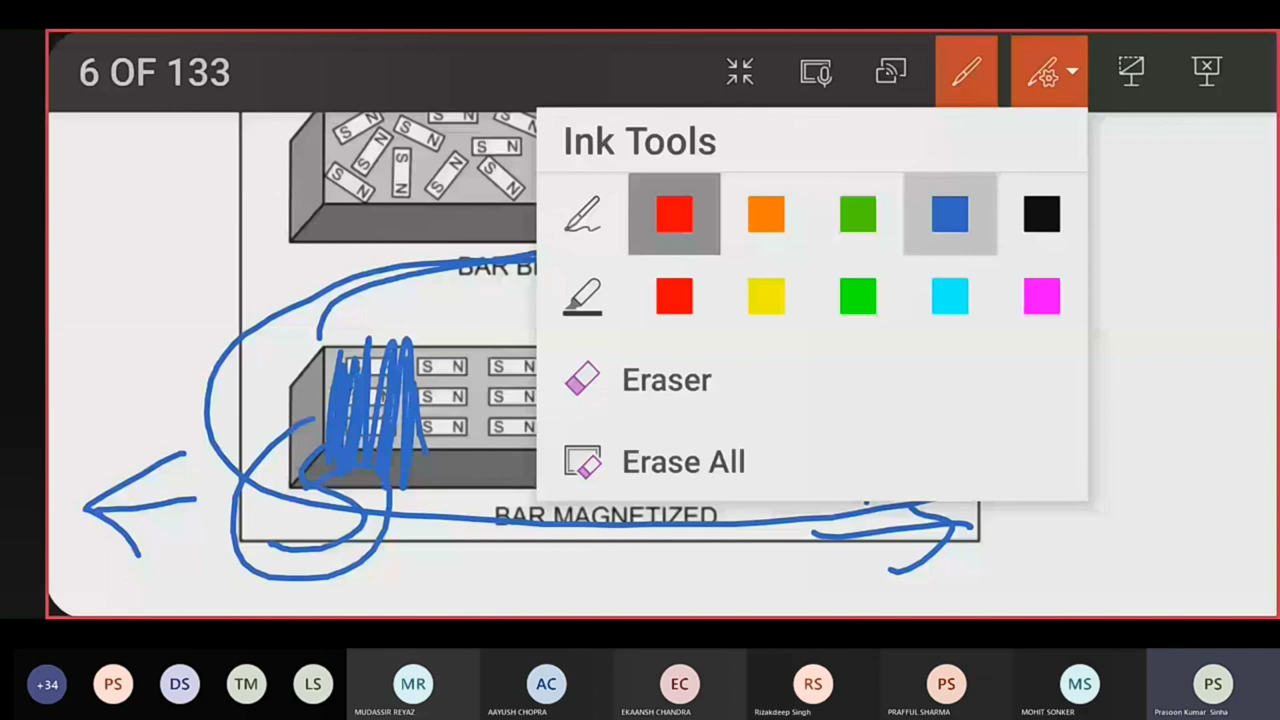 6 OF 133
Ink Tools
S N S N S N S N S N S N S N S N S N
BAR B
S N S N
S N S N
S N S N
Eraser
Erase All
BAR MAGNETIZED
+34 PS DS TM LS MR AC EC RS PS MS PS
MUDASSIR REYAZ AAYUSH CHOPRA EKAANSH CHANDRA Rizakdeep Singh PRAFFUL SHARMA MOHIT SONKER Prasoon Kumar Sinha